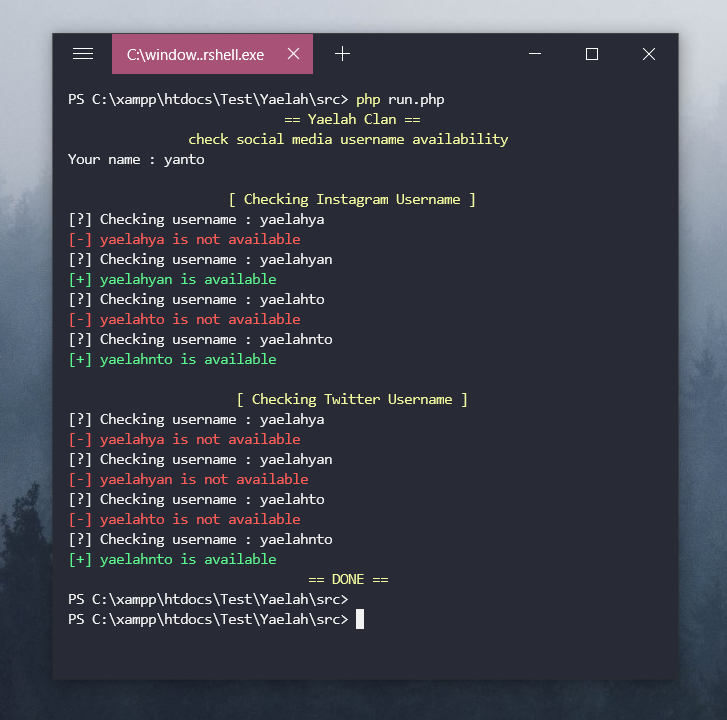 C:\window..rshell.exe
PS C:\xampp\htdocs\Test\Yaelah\src> php run.php
== Yaelah Clan ==
check social media username availability
Your name : yanto
[ Checking Instagram Username ]
[?] Checking username : yaelahya
[-] yaelahya is not available
[?] Checking username : yaelahyan
[+] yaelahyan is available
[?] Checking username : yaelahto
[-] yaelahto is not available
[?] Checking username : yaelahnto
[+] yaelahnto is available
[ Checking Twitter Username ]
[?] Checking username : yaelahya
[-] yaelahya is not available
[?] Checking username : yaelahyan
[-] yaelahyan is not available
[?] Checking username : yaelahto
[-] yaelahto is not available
[?] Checking username : yaelahnto
[+] yaelahnto is available
== DONE ==
PS C:\xampp\htdocs\Test\Yaelah\src>
PS C:\xampp\htdocs\Test\Yaelah\src>